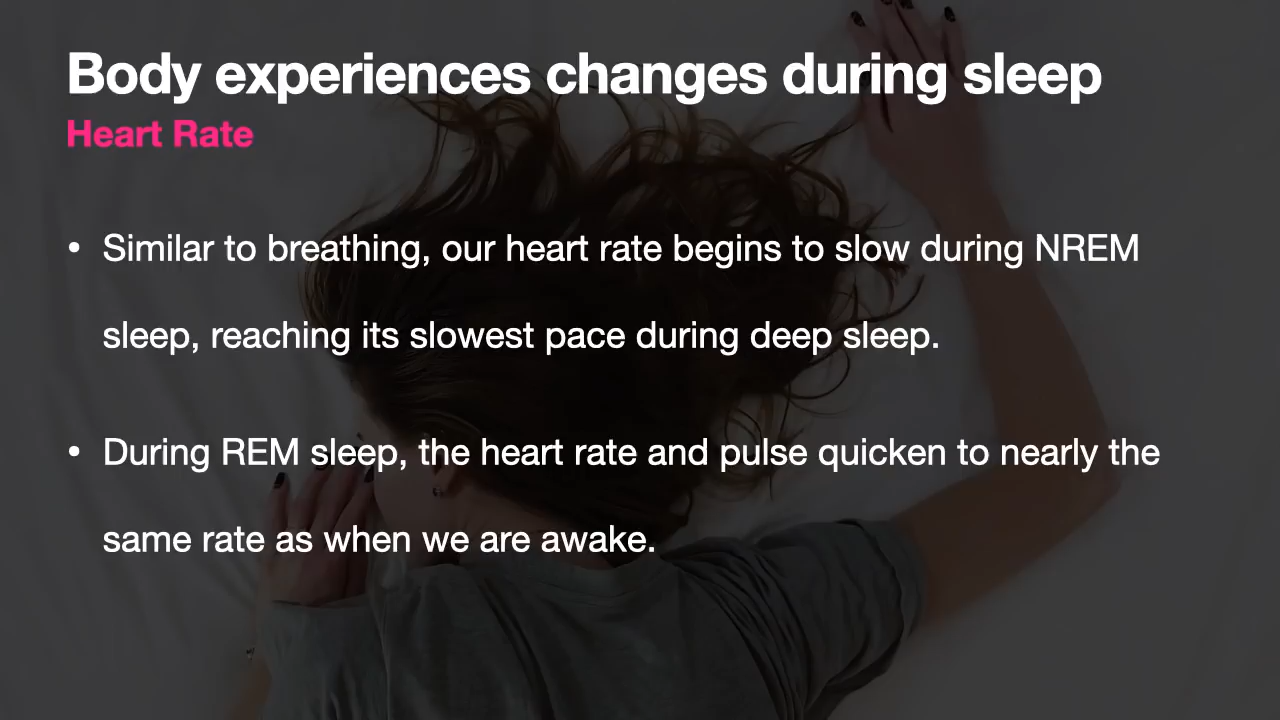 Body experiences changes during sleep
Heart Rate
• Similar to breathing, our heart rate begins to slow during NREM
sleep, reaching its slowest pace during deep sleep.
• During REM sleep, the heart rate and pulse quicken to nearly the
same rate as when we are awake.